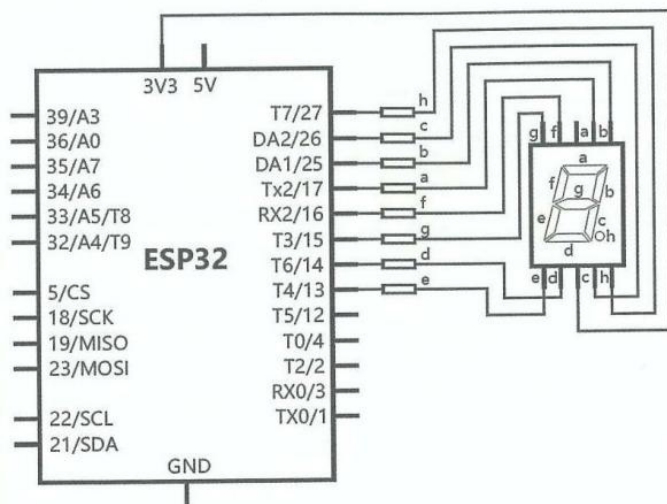 3V3 5V
39/A3
36/A0
35/A7
34/A6
33/A5/T8
32/A4/T9
5/CS
18/SCK
19/MISO
23/MOSI
22/SCL
21/SDA
ESP32
GND
T7/27
DA2/26
DA1/25
Tx2/17
RX2/16
T3/15
T6/14
T4/13
T5/12
T0/4
T2/2
RX0/3
TX0/1
h
c
b
a
f
g
d
e
g f a b
a
f b
g
e c
h
d
e d c h